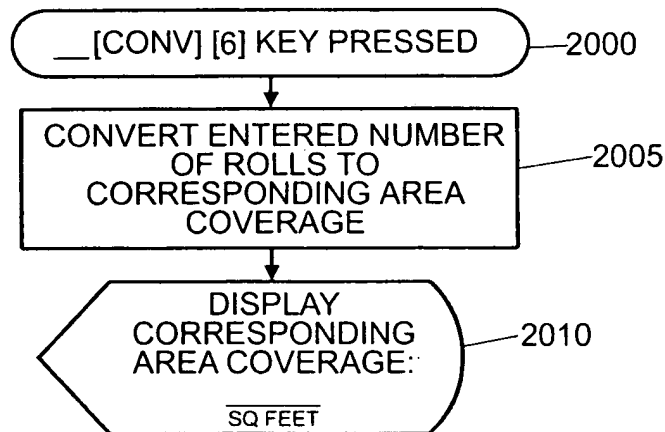 __[CONV] [6] KEY PRESSED
2000
CONVERT ENTERED NUMBER
OF ROLLS TO
CORRESPONDING AREA
COVERAGE
2005
DISPLAY
CORRESPONDING
AREA COVERAGE:
SQ FEET
2010